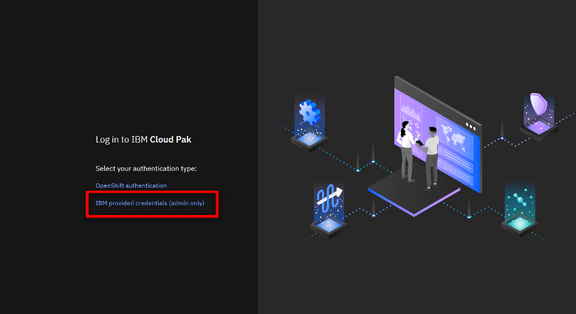 Log in to IBM Cloud Pak
Select your authentication type:
OpenShift authentication
IBM provided credentials (admin only)